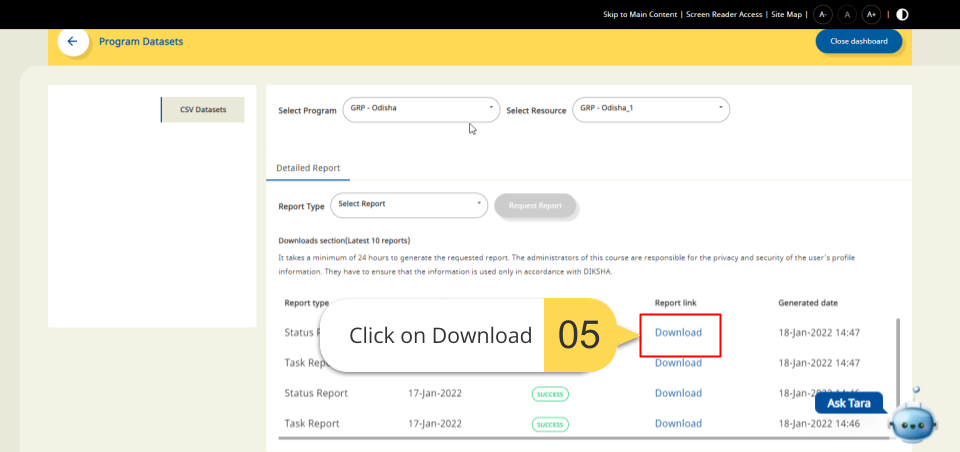 Skip to Main Content | Screen Reader Access | Site Map | A- A A+ |
Program Datasets
Close dashboard
CSV Datasets
Select Program GRP - Odisha Select Resource GRP - Odisha_1
Detailed Report
Report Type Select Report Request Report
Downloads section(Latest 10 reports)
It takes a minimum of 24 hours to generate the requested report. The administrators of this course are responsible for the privacy and security of the user's profile
information. They have to ensure that the information is used only in accordance with DIKSHA.
Report type Report link Generated date
Status Download 18-Jan-2022 14:47
Click on Download 05
Task Download 18-Jan-2022 14:47
Status Report 17-Jan-2022 SUCCESS Download 18-Jan-2022
Ask Tara
Task Report 17-Jan-2022 SUCCESS Download 18-Jan-2022 14:46